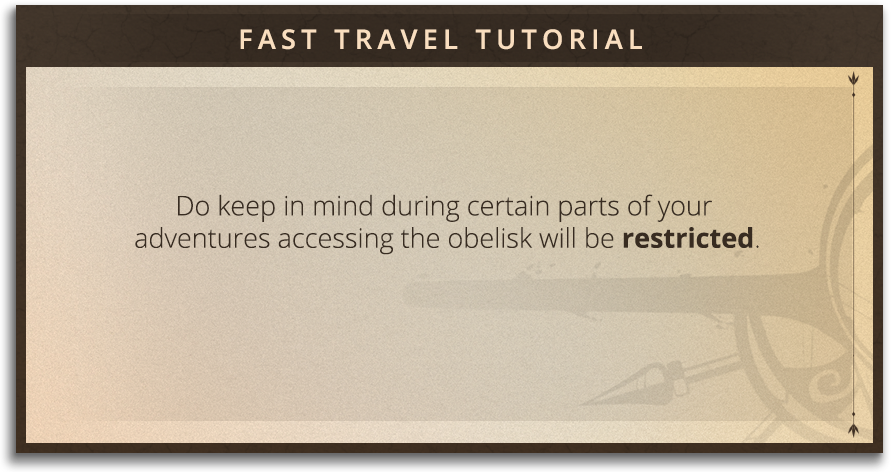 FAST TRAVEL TUTORIAL
Do keep in mind during certain parts of your
adventures accessing the obelisk will be restricted.